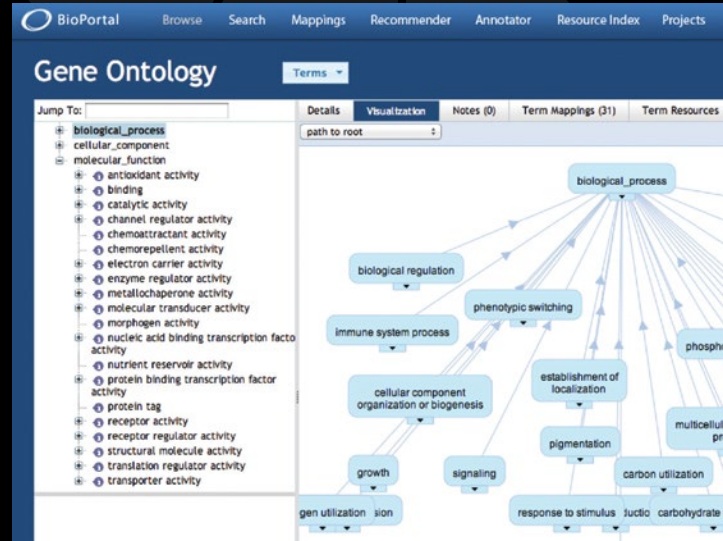 BioPortal Browse Search Mappings Recommender Annotator Resource Index Projects
Gene Ontology Terms
Jump To: Details Visualization Notes (0) Term Mappings (31) Term Resources
path to root
biological_process
cellular_component
molecular_function
antioxidant activity
binding
catalytic activity
channel regulator activity
chemoattractant activity
chemorepellent activity
electron carrier activity
enzyme regulator activity
metallochaperone activity
molecular transducer activity
morphogen activity
nucleic acid binding transcription facto
activity
nutrient reservoir activity
protein binding transcription factor
activity
protein tag
receptor activity
receptor regulator activity
structural molecule activity
translation regulator activity
transporter activity
biological_process
biological regulation
phenotypic switching
immune system process
phospho
establishment of
localization
cellular component
organization or biogenesis
multicellul
pr
pigmentation
growth
signaling
carbon utilization
gen utilization
sion
response to stimulus
ductio
carbohydrate